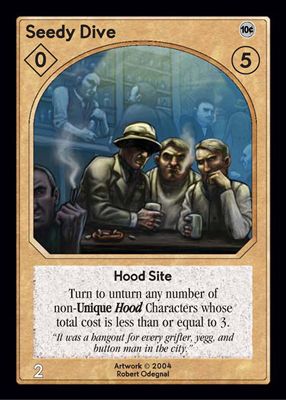 Seedy Dive
10¢
0
5
Hood Site
Turn to unturn any number of
non-Unique Hood Characters whose
total cost is less than or equal to 3.
"It was a hangout for every grifter, yegg, and
button man in the city."
2
Artwork © 2004
Robert Odegnal